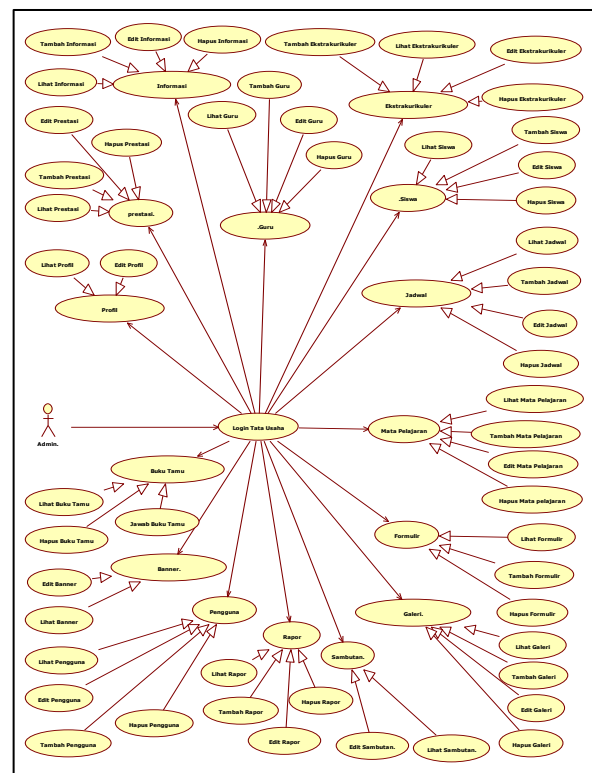 Edit Informasi
Tambah Informasi
Hapus Informasi
Tambah Ekstrakurikuler
Lihat Ekstrakurikuler
Edit Ekstrakurikuler
Lihat Informasi
Informasi
Tambah Guru
Ekstrakurikuler
Hapus Ekstrakurikuler
Edit Prestasi
Lihat Guru
Edit Guru
Hapus Prestasi
Lihat Siswa
Tambah Siswa
Hapus Guru
Edit Siswa
Tambah Prestasi
Lihat Prestasi
prestasi.
.Siswa
Hapus Siswa
.Guru
Lihat Jadwal
Lihat Profil
Edit Profil
Tambah Jadwal
Jadwal
Profil
Edit Jadwal
Hapus Jadwal
Lihat Mata Pelajaran
Admin.
Login Tata Usaha
Mata Pelajaran
Tambah Mata Pelajaran
Edit Mata Pelajaran
Buku Tamu
Hapus Mata pelajaran
Lihat Buku Tamu
Jawab Buku Tamu
Hapus Buku Tamu
Formulir
Lihat Formulir
Banner.
Tambah Formulir
Edit Banner
Lihat Banner
Pengguna
Galeri.
Hapus Formulir
Rapor
Lihat Galeri
Lihat Pengguna
Sambutan.
Lihat Rapor
Tambah Galeri
Edit Pengguna
Hapus Rapor
Tambah Rapor
Edit Galeri
Hapus Pengguna
Tambah Pengguna
Edit Rapor
Edit Sambutan.
Lihat Sambutan.
Hapus Galeri